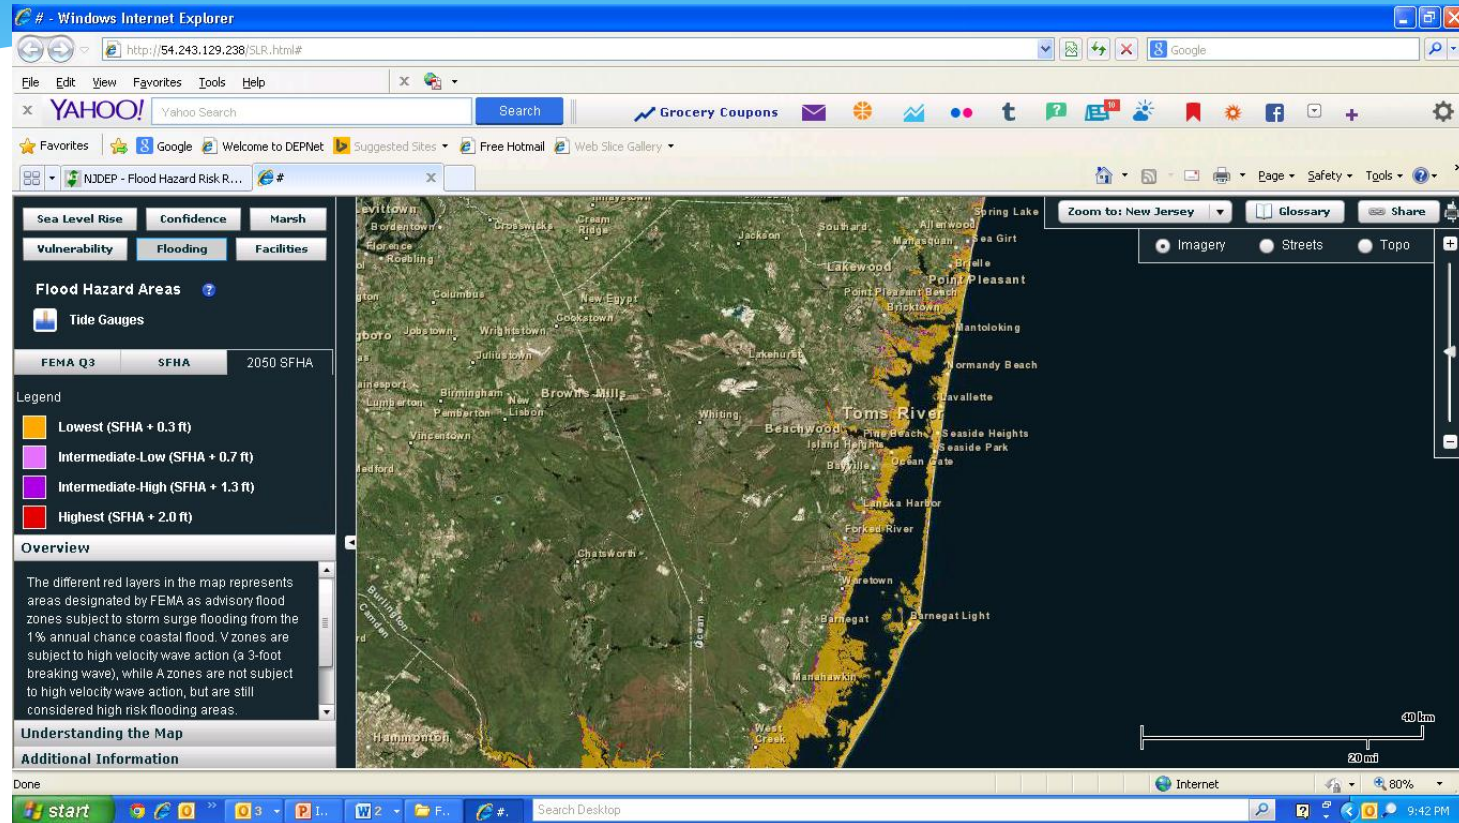 # - Windows Internet Explorer
http://54.243.129.238/SLR.html#
Google
File Edit View Favorites Tools Help
x
x YAHOO! Yahoo Search Search Grocery Coupons 10
Favorites Google Welcome to DEPNet Suggested Sites Free Hotmail Web Slice Gallery
NJDEP - Flood Hazard Risk R... # x Page Safety Tools
Sea Level Rise Confidence Marsh
Vulnerability Flooding Facilities
Flood Hazard Areas ?
Tide Gauges
FEMA Q3 SFHA 2050 SFHA
Legend
Lowest (SFHA + 0.3 ft)
Intermediate-Low (SFHA + 0.7 ft)
Intermediate-High (SFHA + 1.3 ft)
Highest (SFHA + 2.0 ft)
Overview
The different red layers in the map represents
areas designated by FEMA as advisory flood
zones subject to storm surge flooding from the
1% annual chance coastal flood. V zones are
subject to high velocity wave action (a 3-foot
breaking wave), while A zones are not subject
to high velocity wave action, but are still
considered high risk flooding areas.
Understanding the Map
Additional Information
Zoom to: New Jersey Glossary Share
Imagery Streets Topo
Spring Lake
Bordentown
Crosswicks
Cream
Ridge
Jackson
Southard
Allenwood
Manasquan
Sea Girt
Florence
Roebling
Lakewood
Brielle
Point Pleasant
Point Pleasant Beach
Columbus
New Egypt
Bricktown
Cookstown
Jobstown
Wrightstown
Mantoloking
Juliustown
Lakehurst
Normandy Beach
Birmingham
New
Lisbon
Browns Mills
Lumberton
Pemberton
Lavallette
Whiting
Toms River
Beachwood
Pine Beach
Seaside Heights
Vincentown
Island Heights
Seaside Park
Medford
Bayville
Ocean Gate
Lanoka Harbor
Forked River
Chatsworth
Waretown
Burlington
Camden
Ocean
Barnegat Light
Barnegat
Manahawkin
Hammonton
West
Creek
40 km
20 mi
Done Internet 80%
start 3 P I... W 2 F... #. Search Desktop 9:42 PM